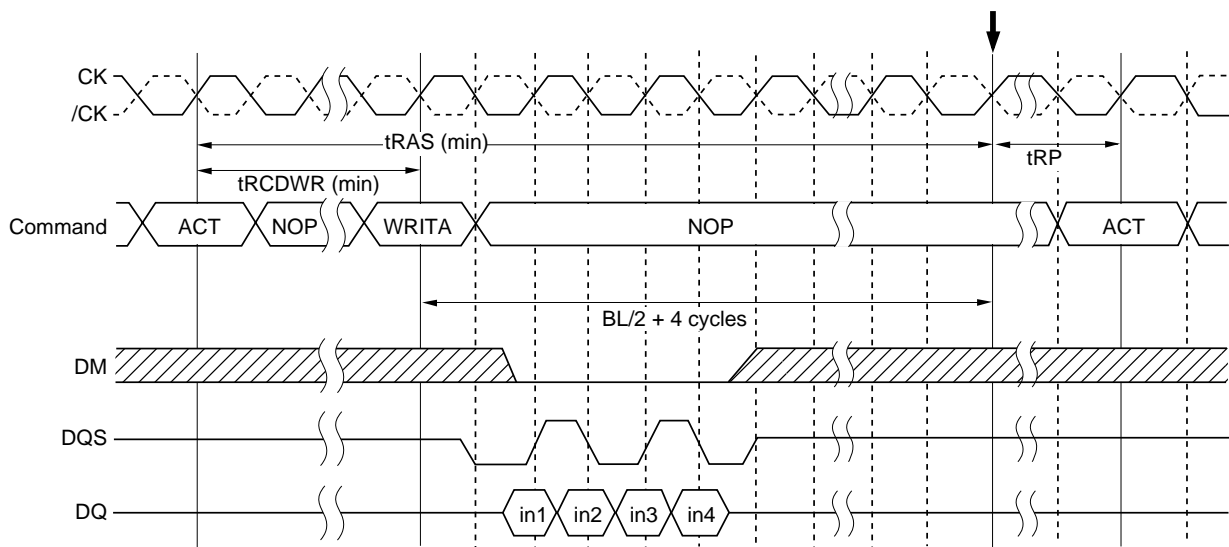 CK
/CK
tRAS (min)
tRP
tRCDWR (min)
Command
ACT
NOP
WRITA
NOP
ACT
BL/2 + 4 cycles
DM
DQS
DQ
in1
in2
in3
in4